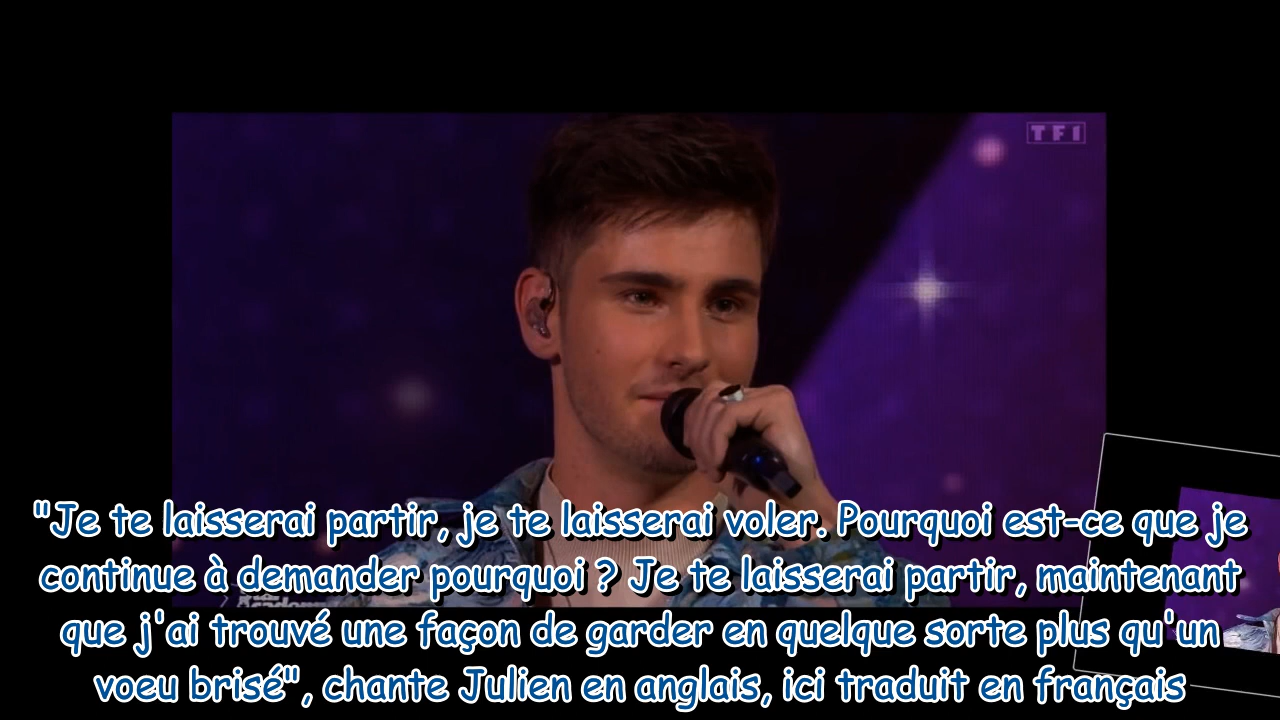 TF1
"Je te laisserai partir, je te laisserai voler. Pourquoi est-ce que je
continue à demander pourquoi ? Je te laisserai partir, maintenant
que j'ai trouvé une façon de garder en quelque sorte plus qu'un
voeu brisé", chante Julien en anglais, ici traduit en français